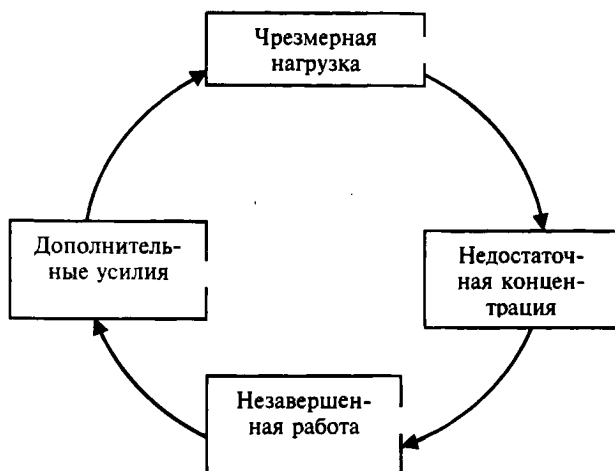 Чрезмерная
нагрузка
Дополнитель-
ные усилия
Недостаточ-
ная концен-
трация
Незавершен-
ная работа